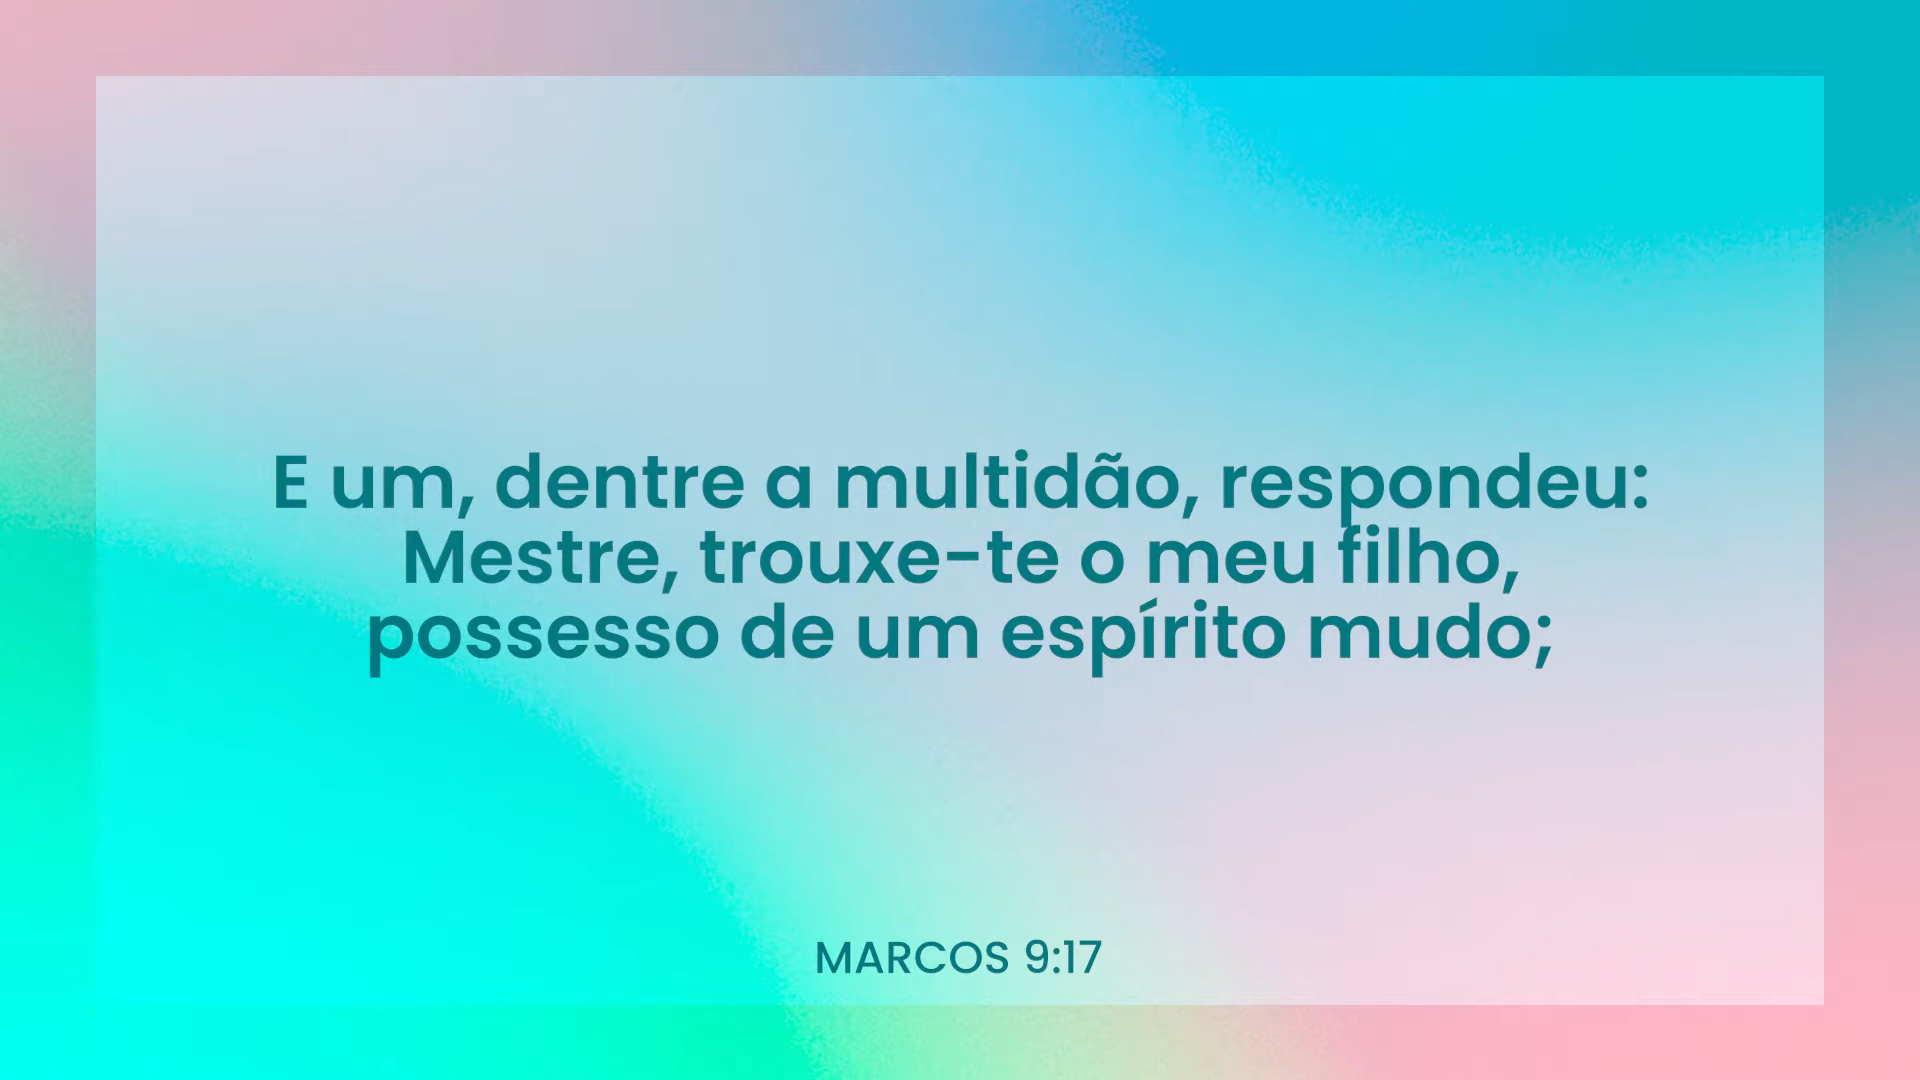 E um, dentre a multidão, respondeu:
Mestre, trouxe-te o meu filho,
possesso de um espírito mudo;
MARCOS 9:17